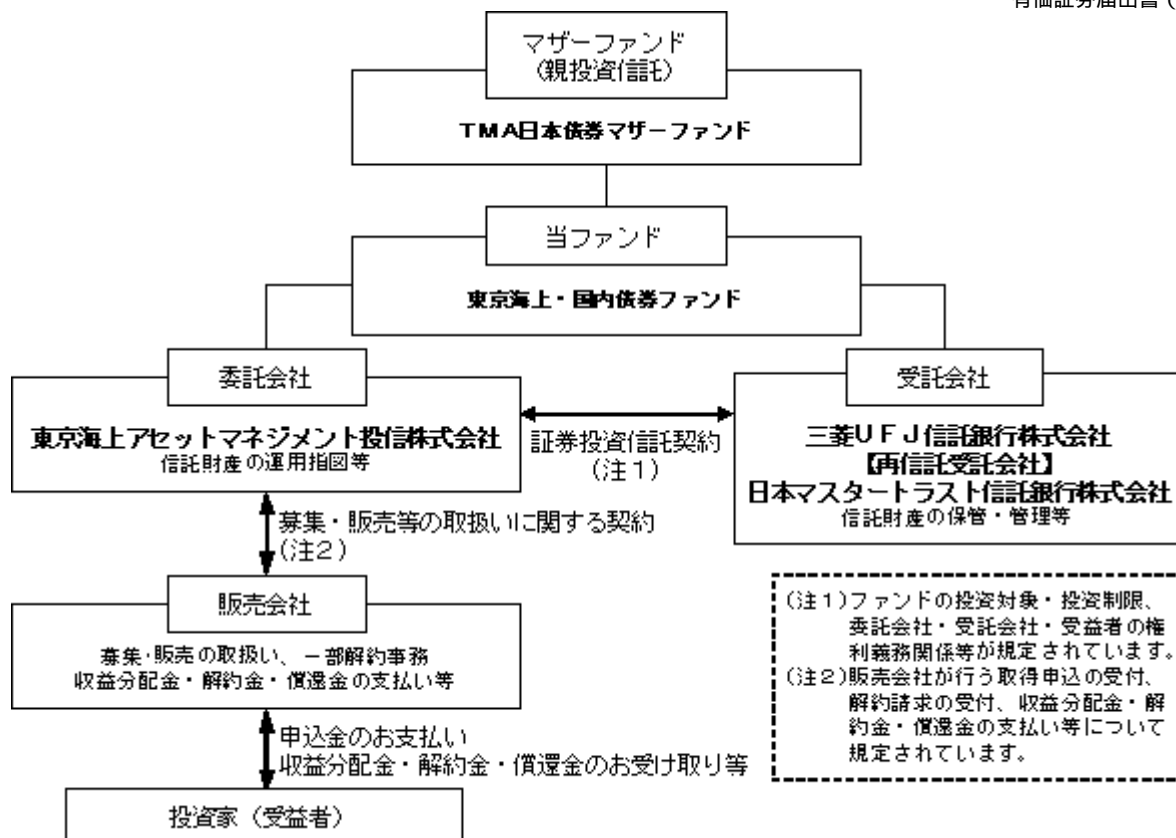 マザーファンド
(親投資信託)
TMA日本債券マザーファンド
当ファンド
東京海上・国内債券ファンド
委託会社
東京海上アセットマネジメント投信株式会社
信託財産の運用指図等
証券投資信託契約
(注1)
受託会社
三菱UFJ信託銀行株式会社
【再信託受託会社】
日本マスタートラスト信託銀行株式会社
信託財産の保管・管理等
募集・販売等の取扱いに関する契約
(注2)
販売会社
募集・販売の取扱い、一部解約事務
収益分配金・解約金・償還金の支払い等
申込金のお支払い
収益分配金・解約金・償還金のお受け取り等
投資家(受益者)
(注1)ファンドの投資対象・投資制限、
委託会社・受託会社・受益者の権
利義務関係等が規定されています。
(注2)販売会社が行う取得申込の受付、
解約請求の受付、収益分配金・解
約金・償還金の支払い等について
規定されています。